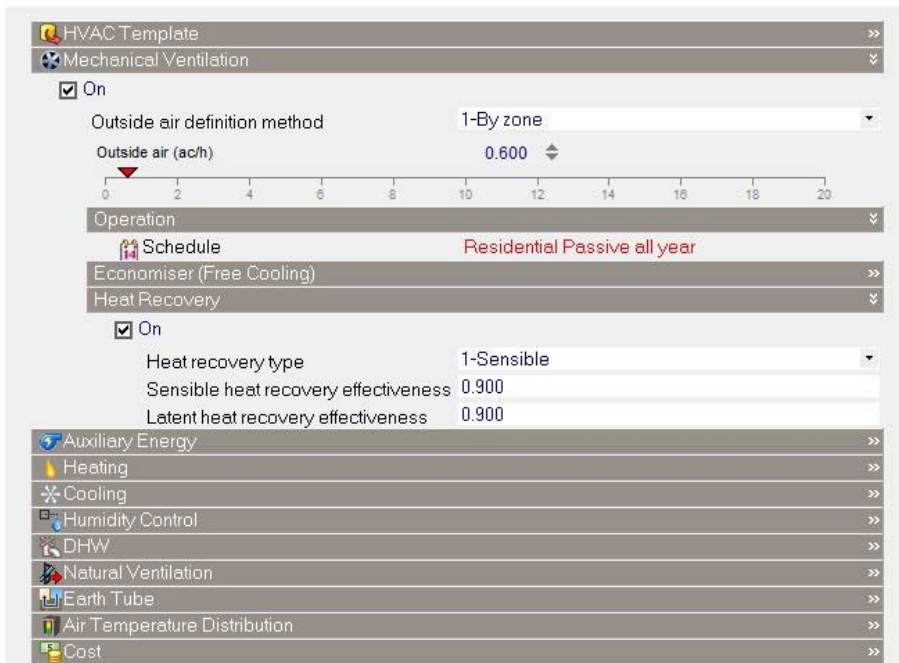 HVAC Template »
Mechanical Ventilation
On
Outside air definition method 1-By zone
Outside air (ac/h) 0.600
0 2 4 6 8 10 12 14 16 18 20
Operation
14 Schedule Residential Passive all year
Economiser (Free Cooling) »
Heat Recovery
On
Heat recovery type 1-Sensible
Sensible heat recovery effectiveness 0.900
Latent heat recovery effectiveness 0.900
Auxiliary Energy »
Heating »
Cooling »
Humidity Control »
DHW »
Natural Ventilation »
Earth Tube »
Air Temperature Distribution »
Cost »